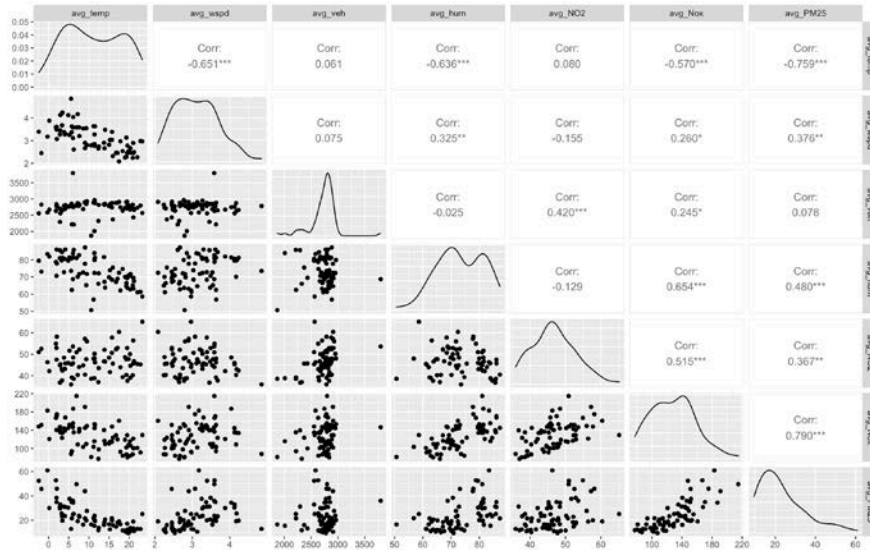 avg_temp avg_wspd avg_veh avg_hum avg_NO2 avg_Nox avg_PM25
0.05
0.04
0.03
0.02
0.01
0.00
Corr: Corr: Corr: Corr: Corr: Corr:
-0.651*** 0.061 -0.636*** 0.080 -0.570*** -0.759***
4
3
2
Corr: Corr: Corr: Corr: Corr:
0.075 0.325** -0.155 0.260* 0.376**
3500
3000
2500
2000
Corr: Corr: Corr: Corr:
-0.025 0.420*** 0.245* 0.078
80
70
60
50
Corr: Corr: Corr:
-0.129 0.654*** 0.480***
60
50
40
Corr: Corr:
0.515*** 0.367**
220
180
140
100
Corr:
0.790***
60
40
20
0 5 10 15 20 2 3 4 2000 2500 3000 3500 50 60 70 80 40 50 60 100 140 180 220 20 40 60